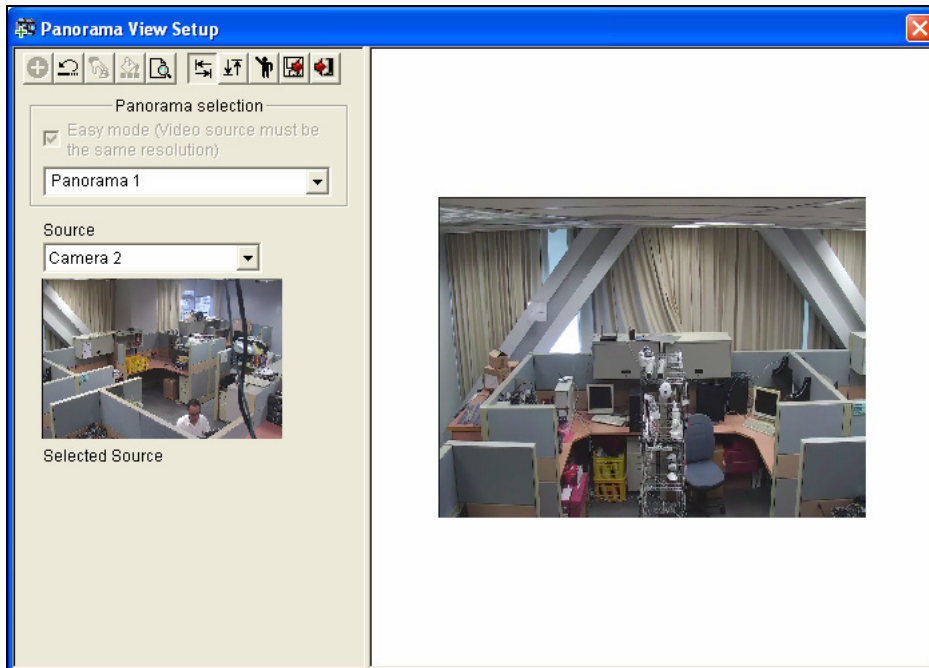 Panorama View Setup
Panorama selection
Easy mode (Video source must be
the same resolution)
Panorama 1
Source
Camera 2
Selected Source